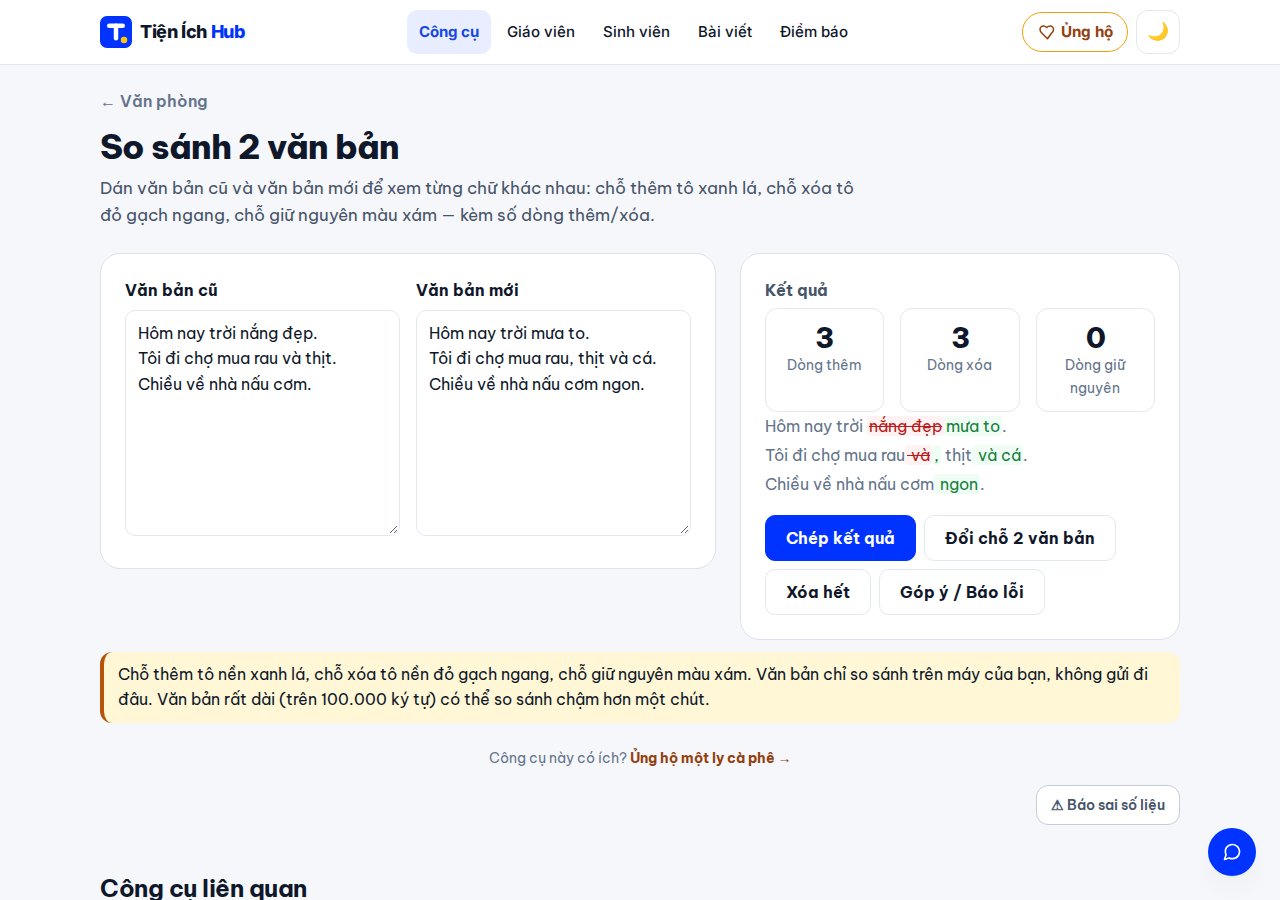 Tiện Ích Hub
Công cụ
Giáo viên
Sinh viên
Bài viết
Điểm báo
Ủng hộ
← Văn phòng
So sánh 2 văn bản
Dán văn bản cũ và văn bản mới để xem từng chữ khác nhau: chỗ thêm tô xanh lá, chỗ xóa tô
đỏ gạch ngang, chỗ giữ nguyên màu xám — kèm số dòng thêm/xóa.
Văn bản cũ
Hôm nay trời nắng đẹp.
Tôi đi chợ mua rau và thịt.
Chiều về nhà nấu cơm.
Văn bản mới
Hôm nay trời mưa to.
Tôi đi chợ mua rau, thịt và cá.
Chiều về nhà nấu cơm ngon.
Kết quả
3
Dòng thêm
3
Dòng xóa
0
Dòng giữ
nguyên
Hôm nay trời nắng đẹp mưa to.
Tôi đi chợ mua rau và, thịt và cá.
Chiều về nhà nấu cơm ngon.
Chép kết quả
Đổi chỗ 2 văn bản
Xóa hết
Góp ý / Báo lỗi
Chỗ thêm tô nền xanh lá, chỗ xóa tô nền đỏ gạch ngang, chỗ giữ nguyên màu xám. Văn bản chỉ so sánh trên máy của bạn, không gửi đi
đâu. Văn bản rất dài (trên 100.000 ký tự) có thể so sánh chậm hơn một chút.
Công cụ này có ích? Ủng hộ một ly cà phê →
⚠ Báo sai số liệu
Công cụ liên quan